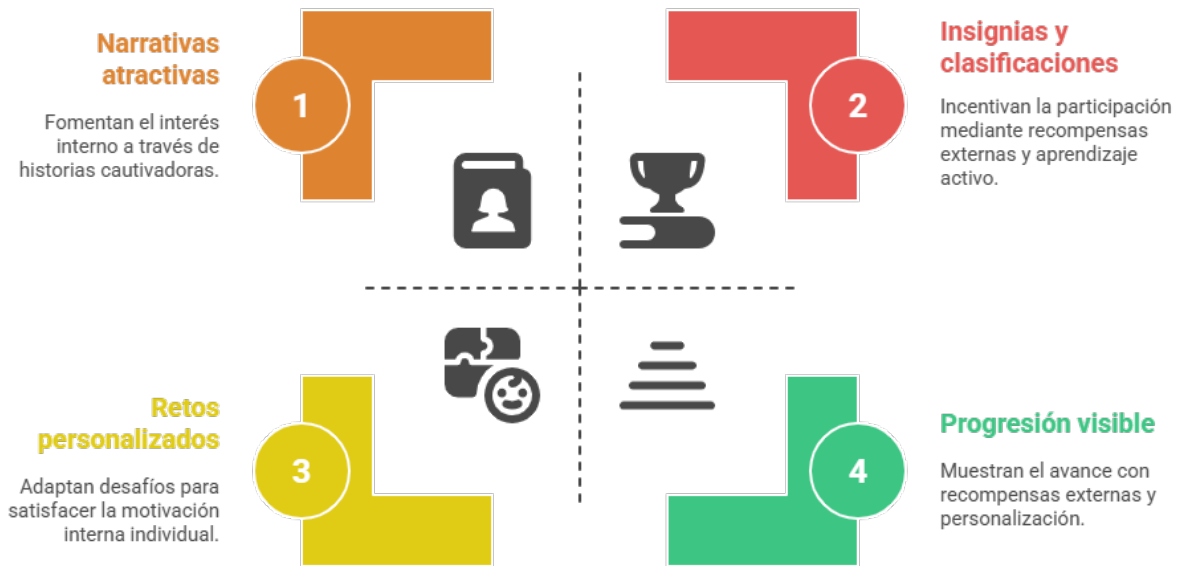 Narrativas
atractivas
1
Fomentan el interés
interno a través de
historias cautivadoras.
Insignias y
clasificaciones
2
Incentivan la participación
mediante recompensas
externas y aprendizaje
activo.
Retos
personalizados
3
Adaptan desafíos para
satisfacer la motivación
interna individual.
Progresión visible
4
Muestran el avance con
recompensas externas y
personalización.